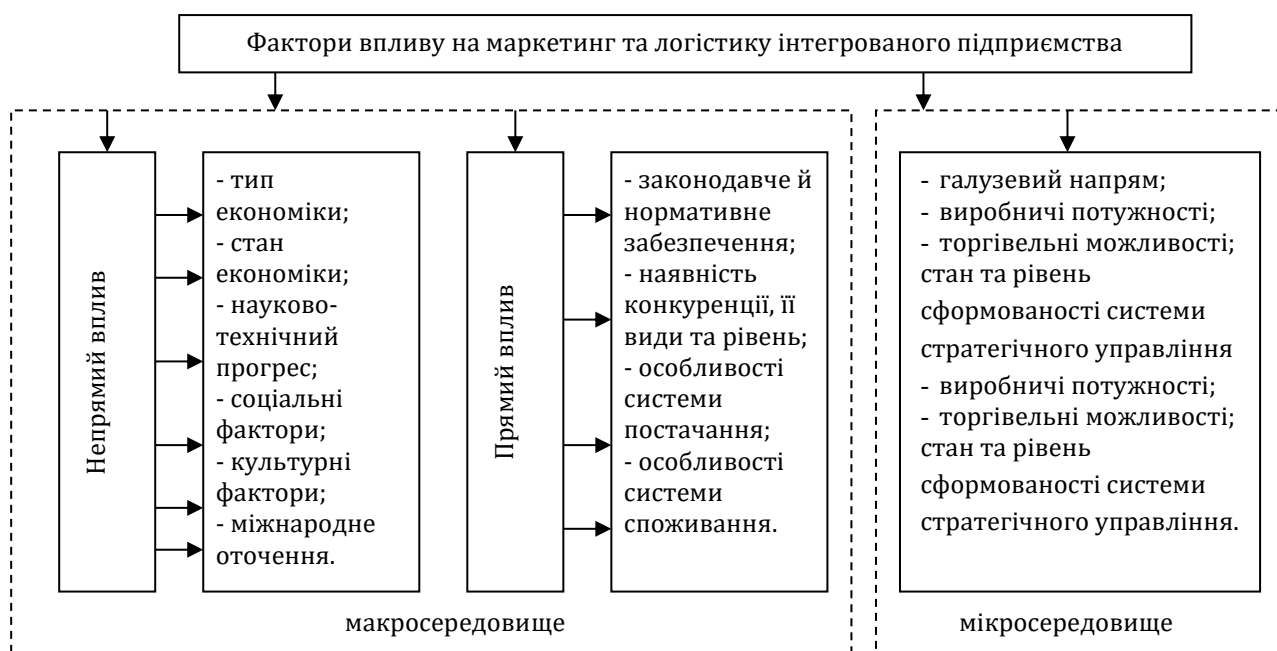 Фактори впливу на маркетинг та логістику інтегрованого підприємства
Непрямий вплив
- тип
економіки;
- стан
економіки;
- науково-
технічний
прогрес;
- соціальні
фактори;
- культурні
фактори;
- міжнародне
оточення.
Прямий вплив
- законодавче й
нормативне
забезпечення;
- наявність
конкуренції, її
види та рівень;
- особливості
системи
постачання;
- особливості
системи
споживання.
макросередовище
- галузевий напрям;
- виробничі потужності;
- торгівельні можливості;
стан та рівень
сформованості системи
стратегічного управління
- виробничі потужності;
- торгівельні можливості;
стан та рівень
сформованості системи
стратегічного управління.
мікросередовище